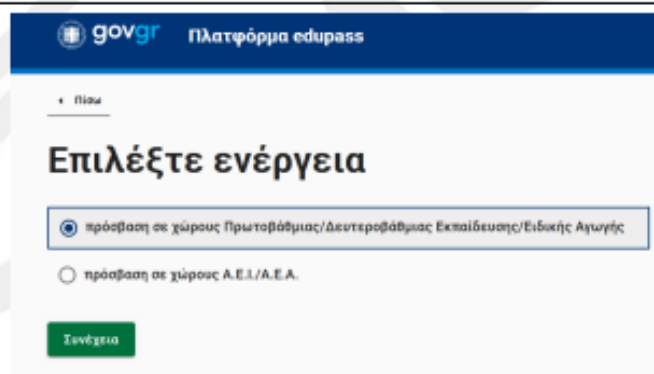 govgr Πλατφόρμα edupass
Πίσω
Επιλέξτε ενέργεια
πρόσβαση σε χώρους Πρωτοβάθμιας/Δευτεροβάθμιας Εκπαίδευσης/Ειδικής Αγωγής
πρόσβαση σε χώρους Α.Ε.Ι./Α.Ε.Α.
Συνέχεια